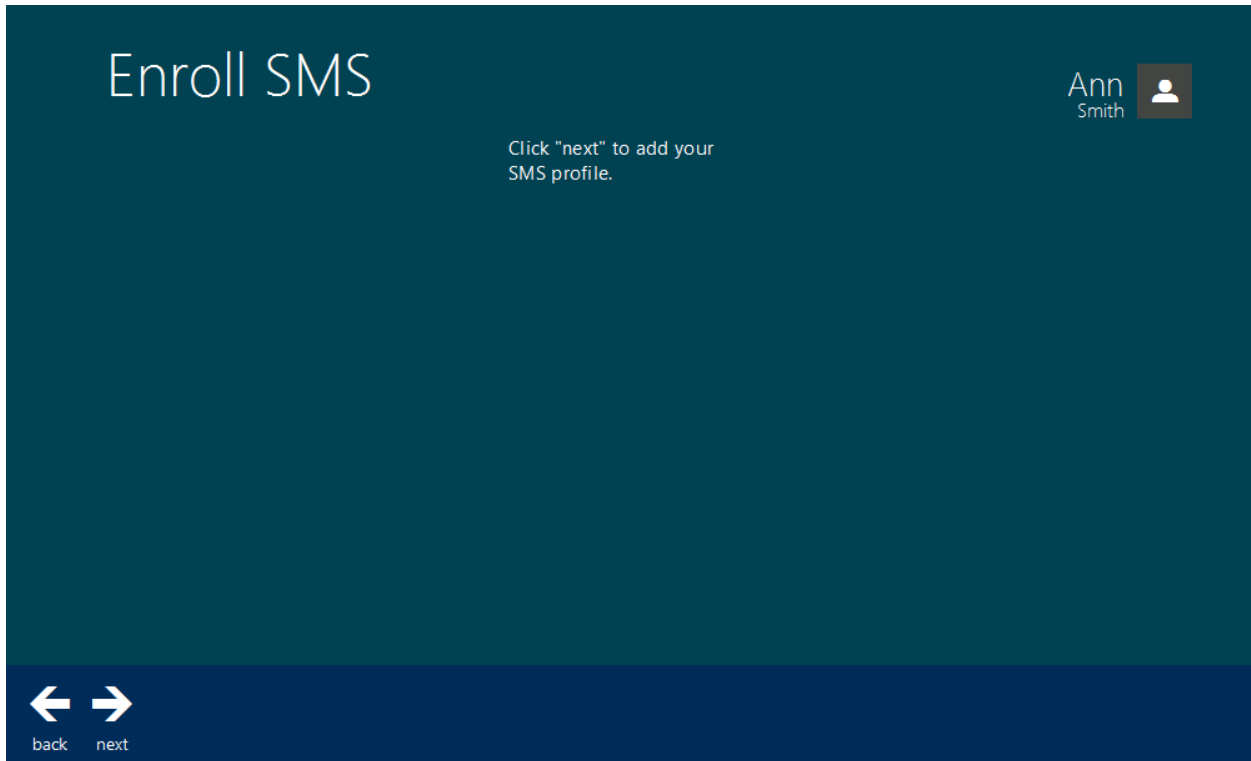 Enroll SMS
Ann
Smith
Click "next" to add your
SMS profile.
back
next